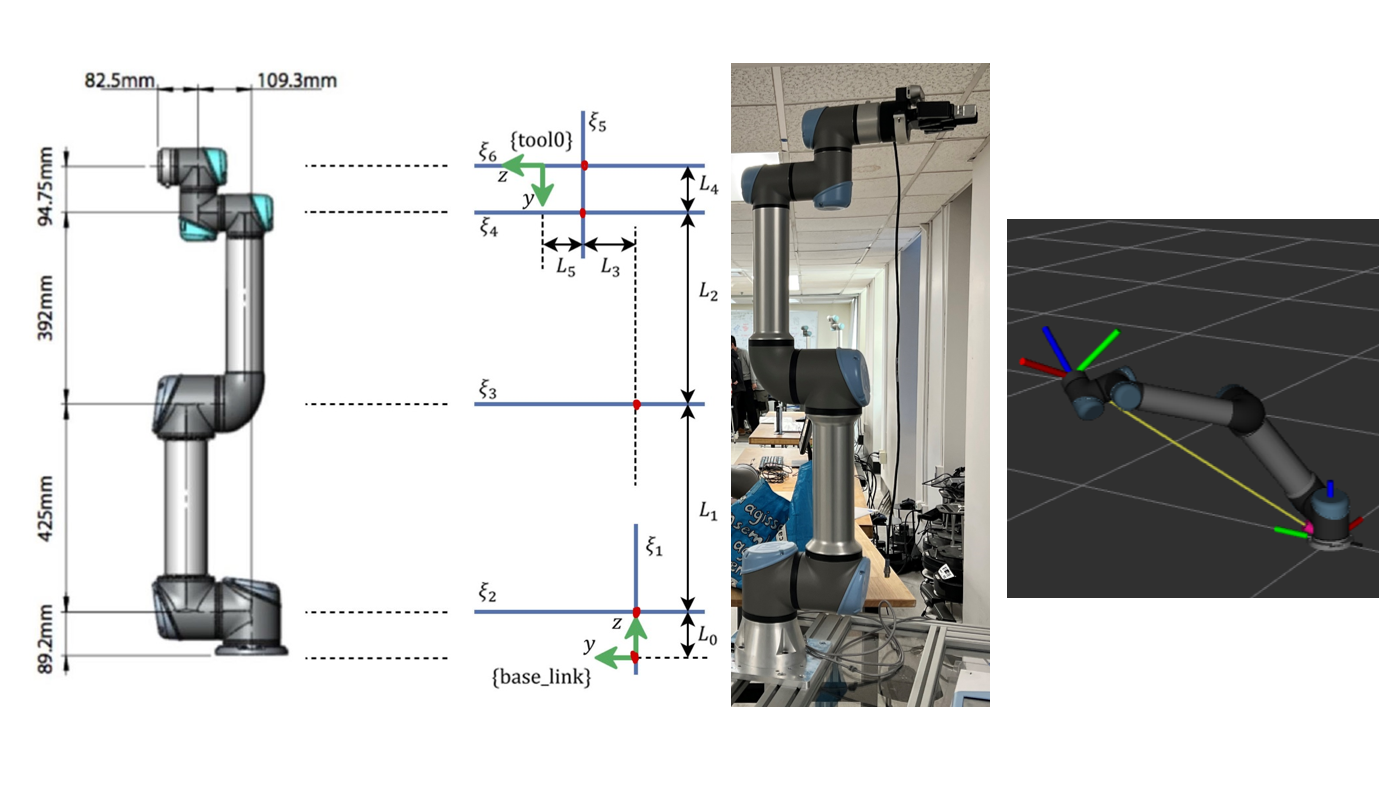 82.5mm 109.3mm
94.75mm
392mm
425mm
89.2mm
{tool0}
ξ5
ξ6
z
y
L4
ξ4
L5 L3
L2
ξ3
L1
ξ1
ξ2
z
y
L0
{base_link}
agiss